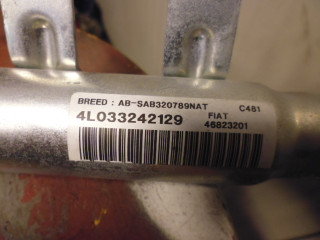 BREED : AB-SAB320789NAT C481
4L033242129 FIAT
46823201